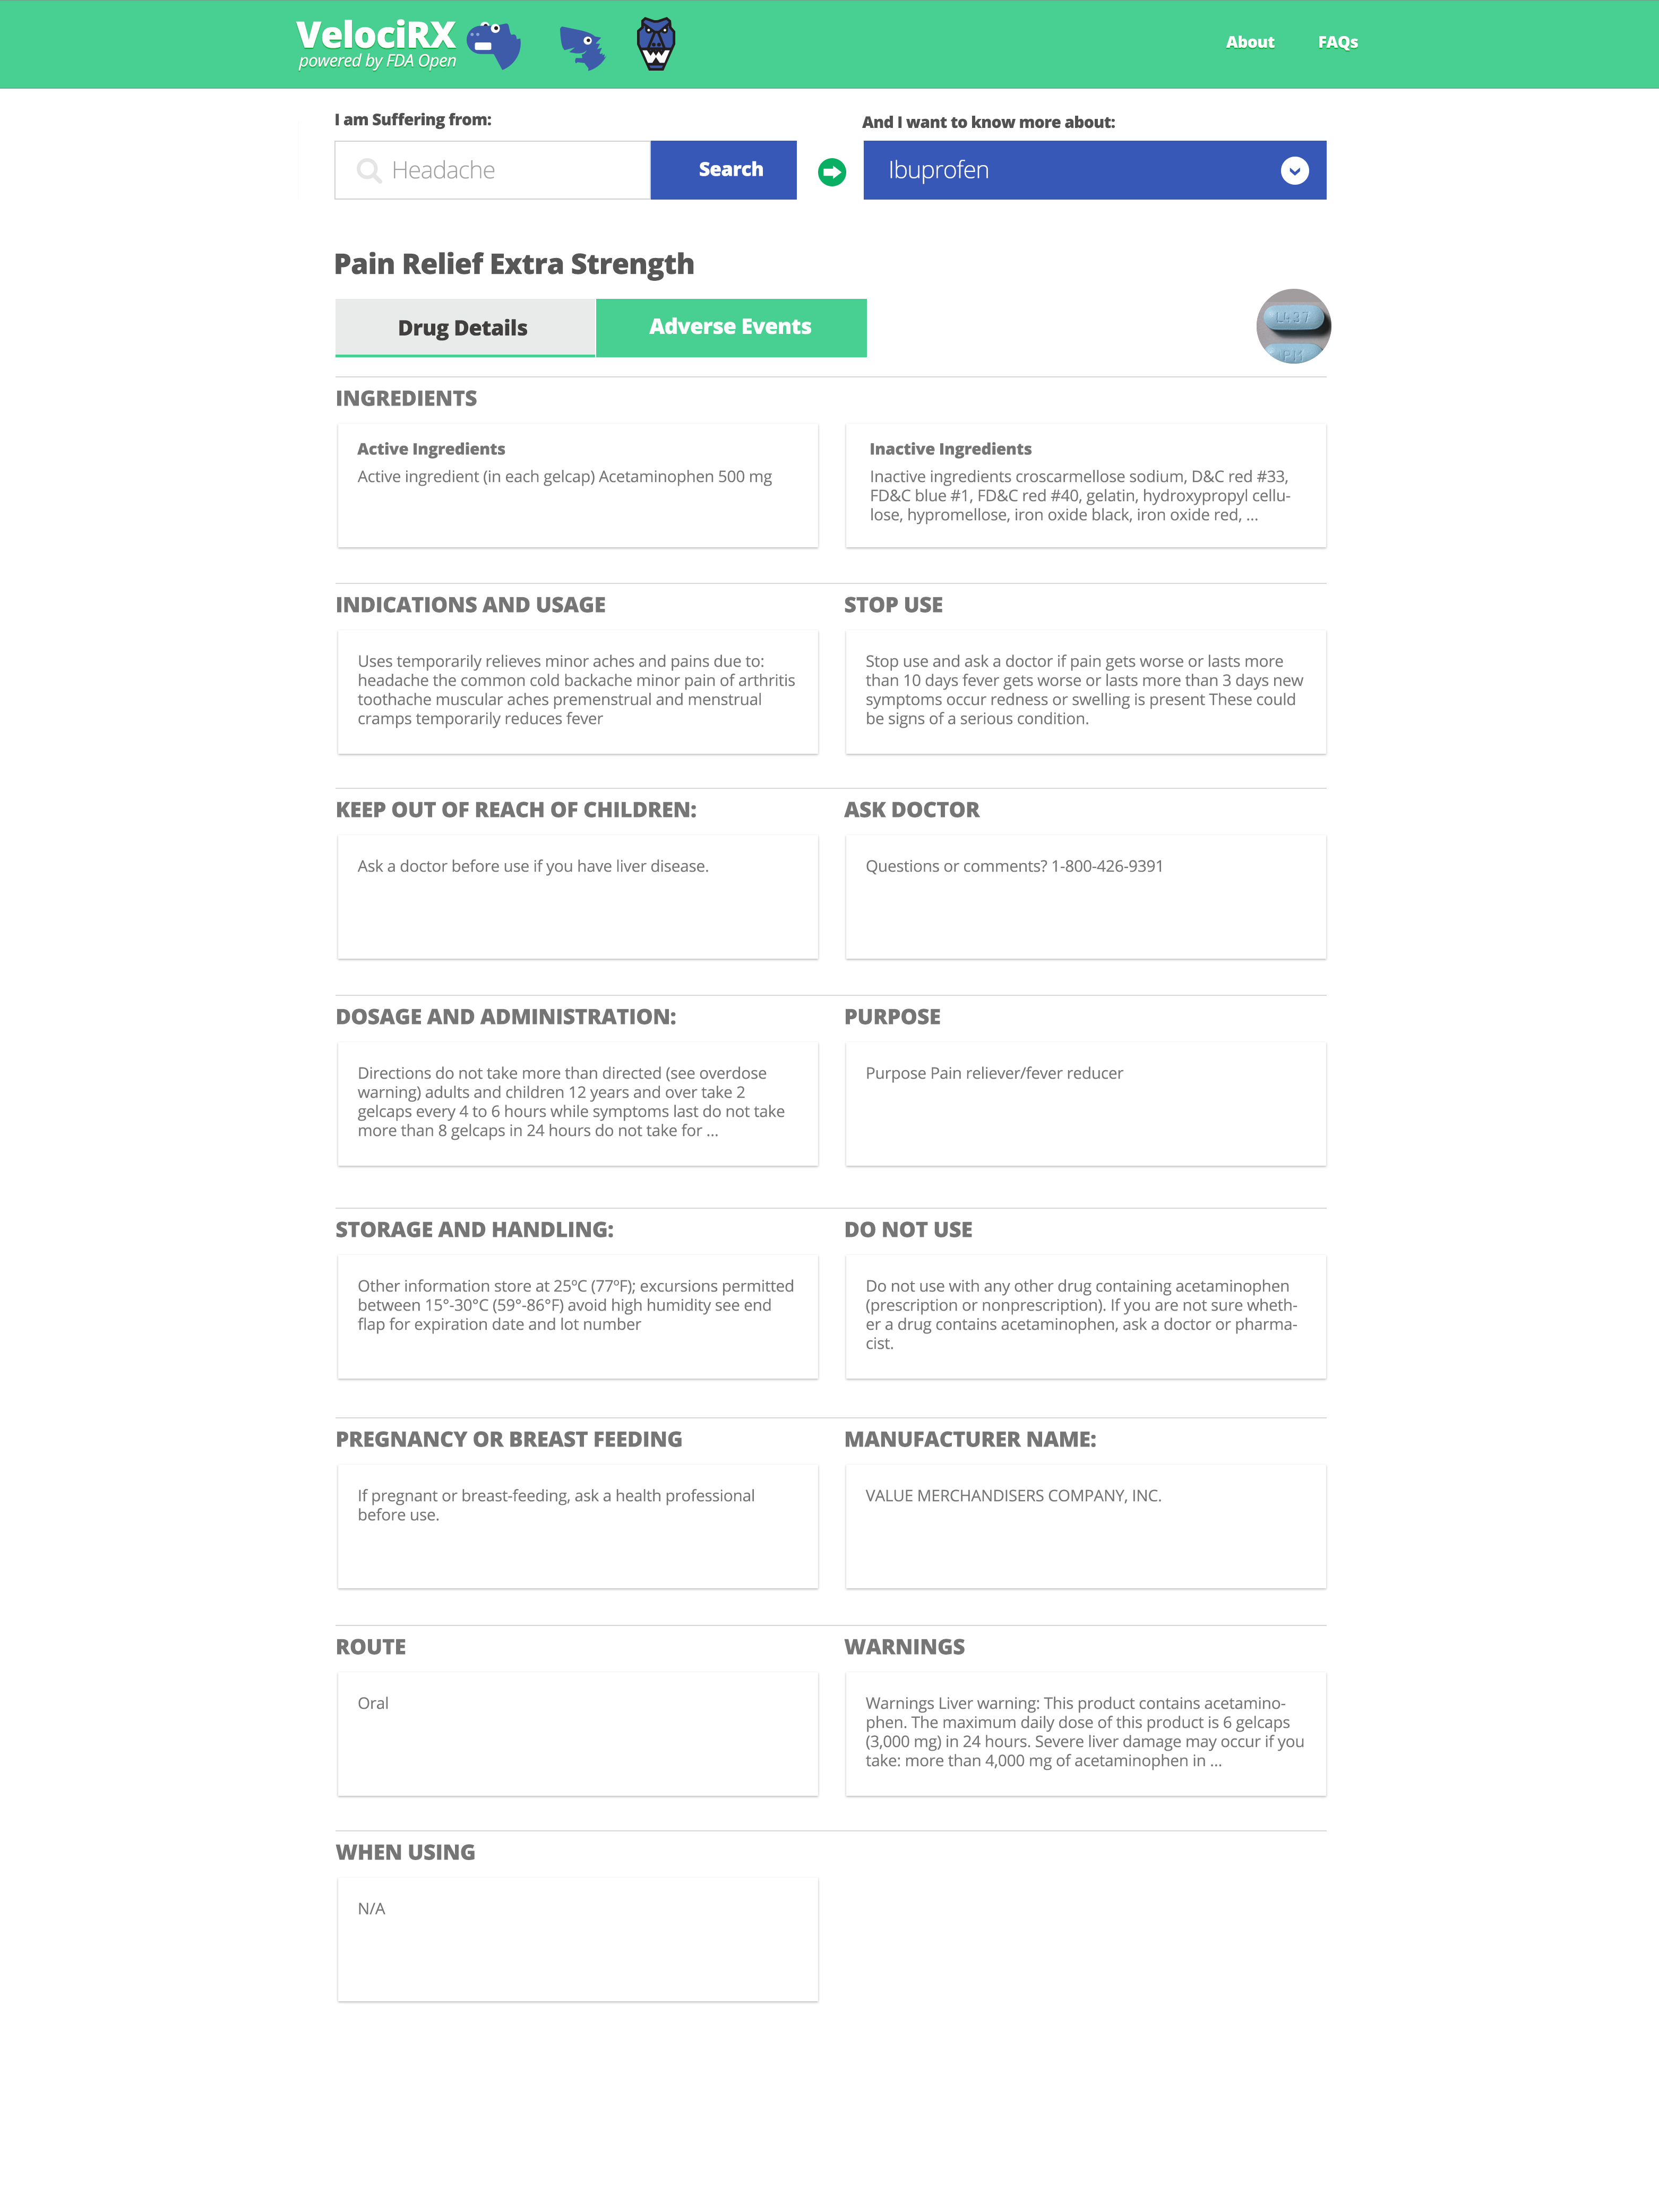 VelociRX
powered by FDA Open
About
FAQs
I am Suffering from:
And I want to know more about:
Headache
Search
Ibuprofen
Pain Relief Extra Strength
Drug Details
Adverse Events
L437
PM
INGREDIENTS
Active Ingredients
Active ingredient (in each gelcap) Acetaminophen 500 mg
Inactive Ingredients
Inactive ingredients croscarmellose sodium, D&C red #33,
FD&C blue #1, FD&C red #40, gelatin, hydroxypropyl cellu-
lose, hypromellose, iron oxide black, iron oxide red, ...
INDICATIONS AND USAGE
Uses temporarily relieves minor aches and pains due to:
headache the common cold backache minor pain of arthritis
toothache muscular aches premenstrual and menstrual
cramps temporarily reduces fever
STOP USE
Stop use and ask a doctor if pain gets worse or lasts more
than 10 days fever gets worse or lasts more than 3 days new
symptoms occur redness or swelling is present These could
be signs of a serious condition.
KEEP OUT OF REACH OF CHILDREN:
Ask a doctor before use if you have liver disease.
ASK DOCTOR
Questions or comments? 1-800-426-9391
DOSAGE AND ADMINISTRATION:
Directions do not take more than directed (see overdose
warning) adults and children 12 years and over take 2
gelcaps every 4 to 6 hours while symptoms last do not take
more than 8 gelcaps in 24 hours do not take for ...
PURPOSE
Purpose Pain reliever/fever reducer
STORAGE AND HANDLING:
Other information store at 25ºC (77ºF); excursions permitted
between 15°-30°C (59°-86°F) avoid high humidity see end
flap for expiration date and lot number
DO NOT USE
Do not use with any other drug containing acetaminophen
(prescription or nonprescription). If you are not sure wheth-
er a drug contains acetaminophen, ask a doctor or pharma-
cist.
PREGNANCY OR BREAST FEEDING
If pregnant or breast-feeding, ask a health professional
before use.
MANUFACTURER NAME:
VALUE MERCHANDISERS COMPANY, INC.
ROUTE
Oral
WARNINGS
Warnings Liver warning: This product contains acetamino-
phen. The maximum daily dose of this product is 6 gelcaps
(3,000 mg) in 24 hours. Severe liver damage may occur if you
take: more than 4,000 mg of acetaminophen in ...
WHEN USING
N/A